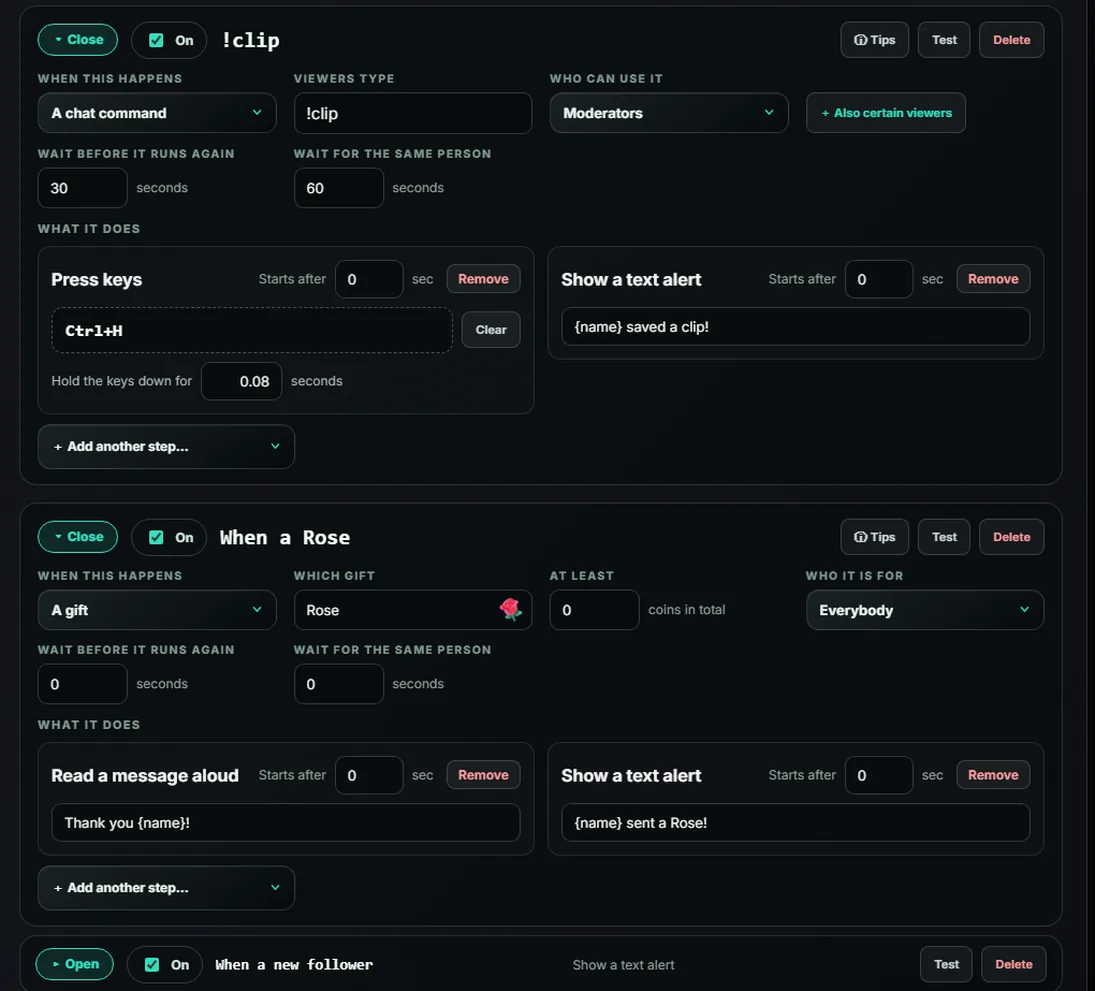 Close On !clip Tips Test Delete
WHEN THIS HAPPENS VIEWERS TYPE WHO CAN USE IT
A chat command !clip Moderators + Also certain viewers
WAIT BEFORE IT RUNS AGAIN WAIT FOR THE SAME PERSON
30 seconds 60 seconds
WHAT IT DOES
Press keys Starts after 0 sec Remove Show a text alert Starts after 0 sec Remove
Ctrl+H Clear {name} saved a clip!
Hold the keys down for 0.08 seconds
+ Add another step...
Close On When a Rose Tips Test Delete
WHEN THIS HAPPENS WHICH GIFT AT LEAST WHO IT IS FOR
A gift Rose 0 coins in total Everybody
WAIT BEFORE IT RUNS AGAIN WAIT FOR THE SAME PERSON
0 seconds 0 seconds
WHAT IT DOES
Read a message aloud Starts after 0 sec Remove Show a text alert Starts after 0 sec Remove
Thank you {name}! {name} sent a Rose!
+ Add another step...
Open On When a new follower Show a text alert Test Delete